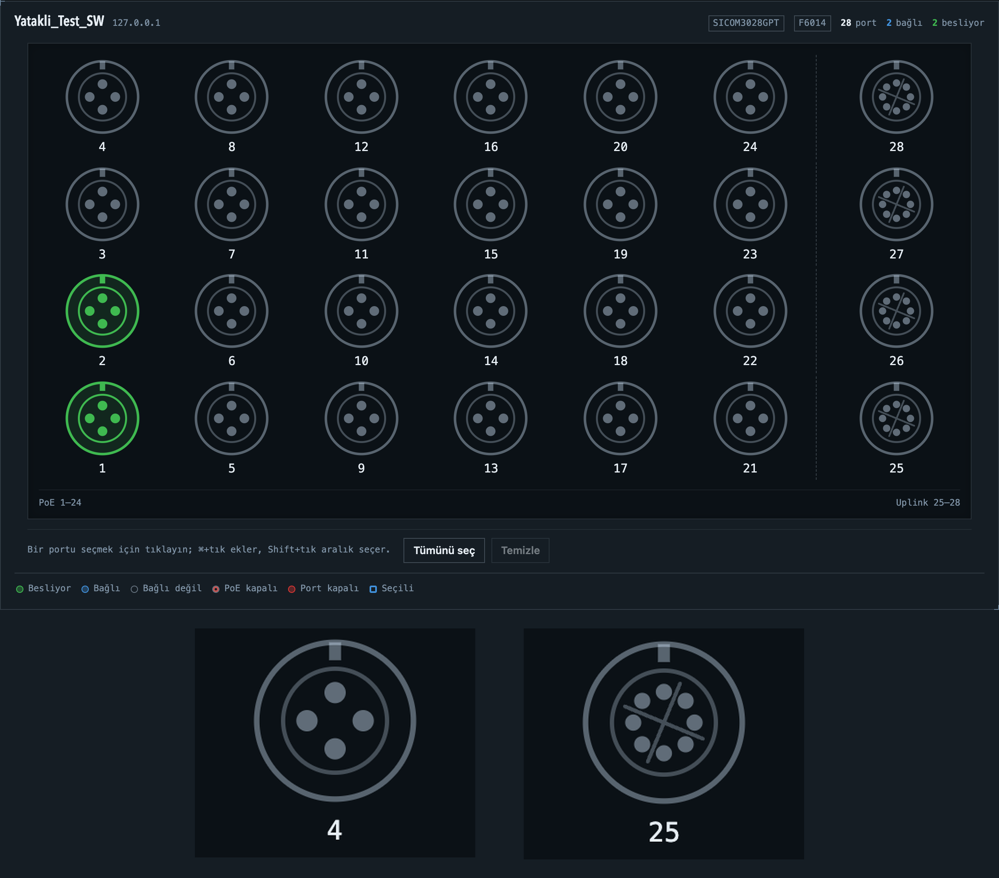 Yatakli_Test_SW 127.0.0.1 SICOM3028GPT F6014 28 port 2 bağlı 2 besliyor
4 8 12 16 20 24 28
3 7 11 15 19 23 27
2 6 10 14 18 22 26
1 5 9 13 17 21 25
PoE 1–24 Uplink 25–28
Bir portu seçmek için tıklayın; ⌘+tık ekler, Shift+tık aralık seçer. Tümünü seç Temizle
Besliyor Bağlı Bağlı değil PoE kapalı Port kapalı Seçili
4 25